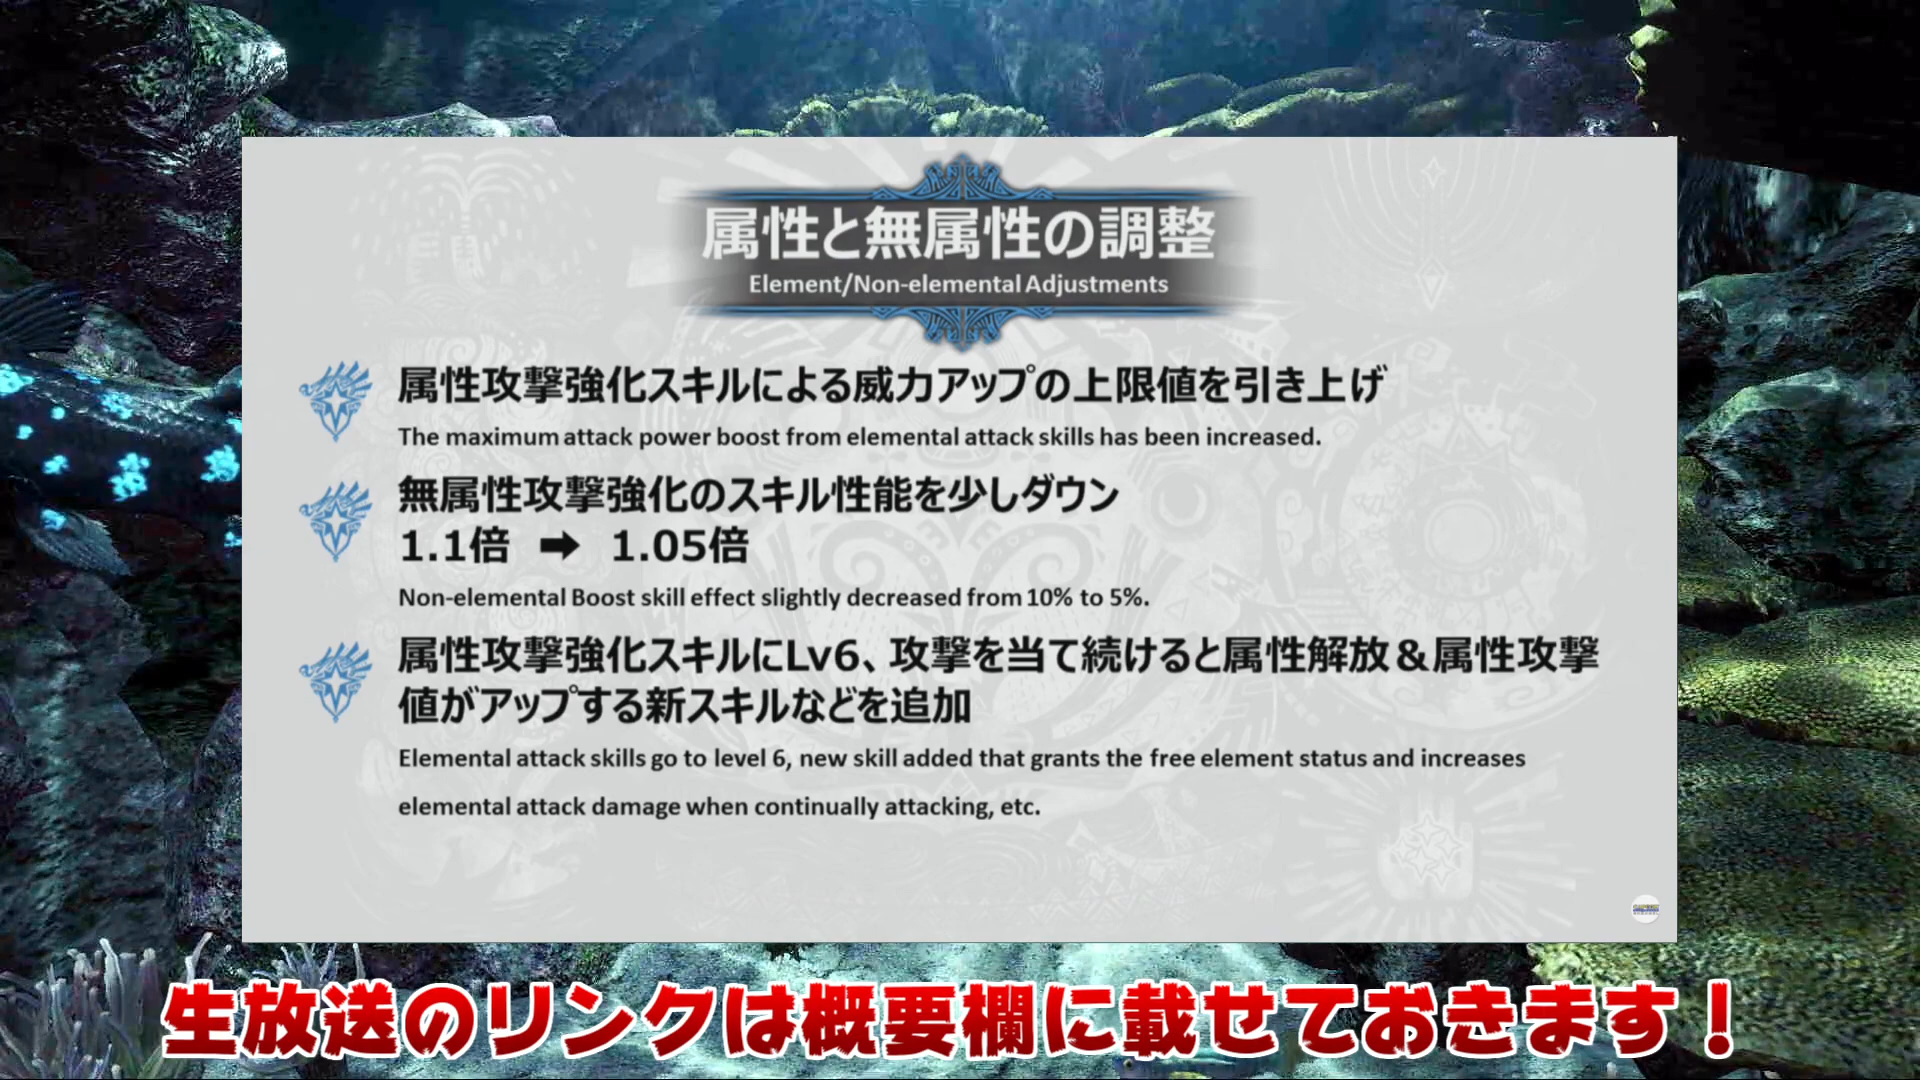 属性と無属性の調整
Element/Non-elemental Adjustments
属性攻撃強化スキルによる威力アップの上限値を引き上げ
The maximum attack power boost from elemental attack skills has been increased.
無属性攻撃強化のスキル性能を少しダウン
1.1倍 ➡ 1.05倍
Non-elemental Boost skill effect slightly decreased from 10% to 5%.
属性攻撃強化スキルにLv6、攻撃を当て続けると属性解放＆属性攻撃
値がアップする新スキルなどを追加
Elemental attack skills go to level 6, new skill added that grants the free element status and increases
elemental attack damage when continually attacking, etc.
生放送のリンクは概要欄に載せておきます！